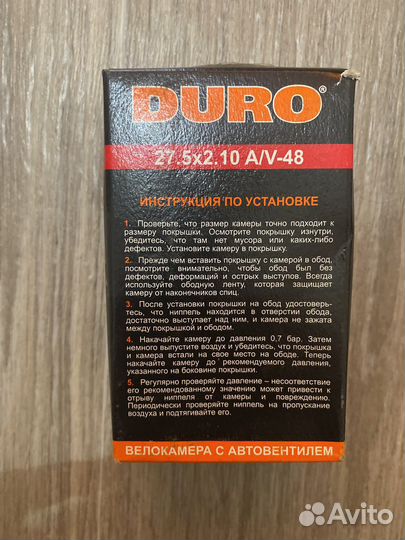 DURO®
27.5x2.10 A/V-48
ИНСТРУКЦИЯ ПО УСТАНОВКЕ
1. Проверьте, что размер камеры точно подходит к
размеру покрышки. Осмотрите покрышку изнутри,
убедитесь, что там нет мусора или каких-либо
дефектов. Установите камеру в покрышку.
2. Прежде чем вставить покрышку с камерой в обод,
посмотрите внимательно, чтобы обод был без
дефектов, деформаций и острых выступов. Всегда
используйте ободную ленту, которая защищает
камеру от наконечников спиц.
3. После установки покрышки на обод удостоверь-
тесь, что ниппель находится в отверстии обода,
достаточно выступает над ним, и камера не зажата
между покрышкой и ободом.
4. Накачайте камеру до давления 0,7 бар. Затем
немного выпустите воздух и убедитесь, что покрышка
и камера встали на свое место на ободе. Теперь
накачайте камеру до рекомендуемого давления,
указанного на боковине покрышки.
5. Регулярно проверяйте давление – несоответствие
его рекомендованному значению может привести к
отрыву ниппеля от камеры и повреждению.
Периодически проверяйте ниппель на пропускание
воздуха и подтягивайте его.
ВЕЛОКАМЕРА С АВТОВЕНТИЛЕМ
Avito